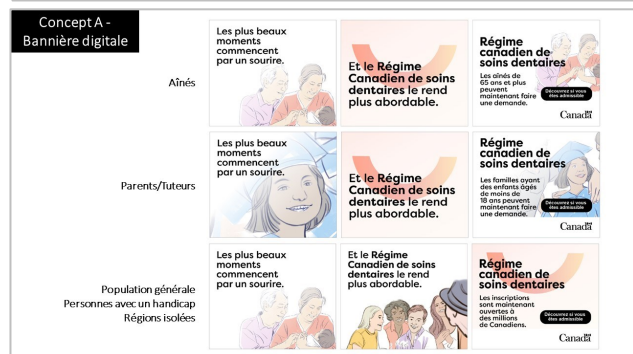 Concept A -
Bannière digitale
Aînés
Les plus beaux
moments
commencent
par un sourire.
Et le Régime
Canadien de soins
dentaires le rend
plus abordable.
Régime
canadien de
soins dentaires
Les aînés de
65 ans et plus
peuvent
maintenant faire
une demande.
Découvrez si vous
êtes admissible
Canada
Parents/Tuteurs
Les plus beaux
moments
commencent
par un sourire.
Et le Régime
Canadien de soins
dentaires le rend
plus abordable.
Régime
canadien de
soins dentaires
Les familles ayant
des enfants âgés
de moins de
18 ans peuvent
maintenant faire
une demande.
Découvrez si vous
êtes admissible
Canada
Population générale
Personnes avec un handicap
Régions isolées
Les plus beaux
moments
commencent
par un sourire.
Et le Régime
Canadien de soins
dentaires le rend
plus abordable.
Régime
canadien de
soins dentaires
Les inscriptions
sont maintenant
ouvertes à
des millions
de Canadiens.
Découvrez si vous
êtes admissible
Canada